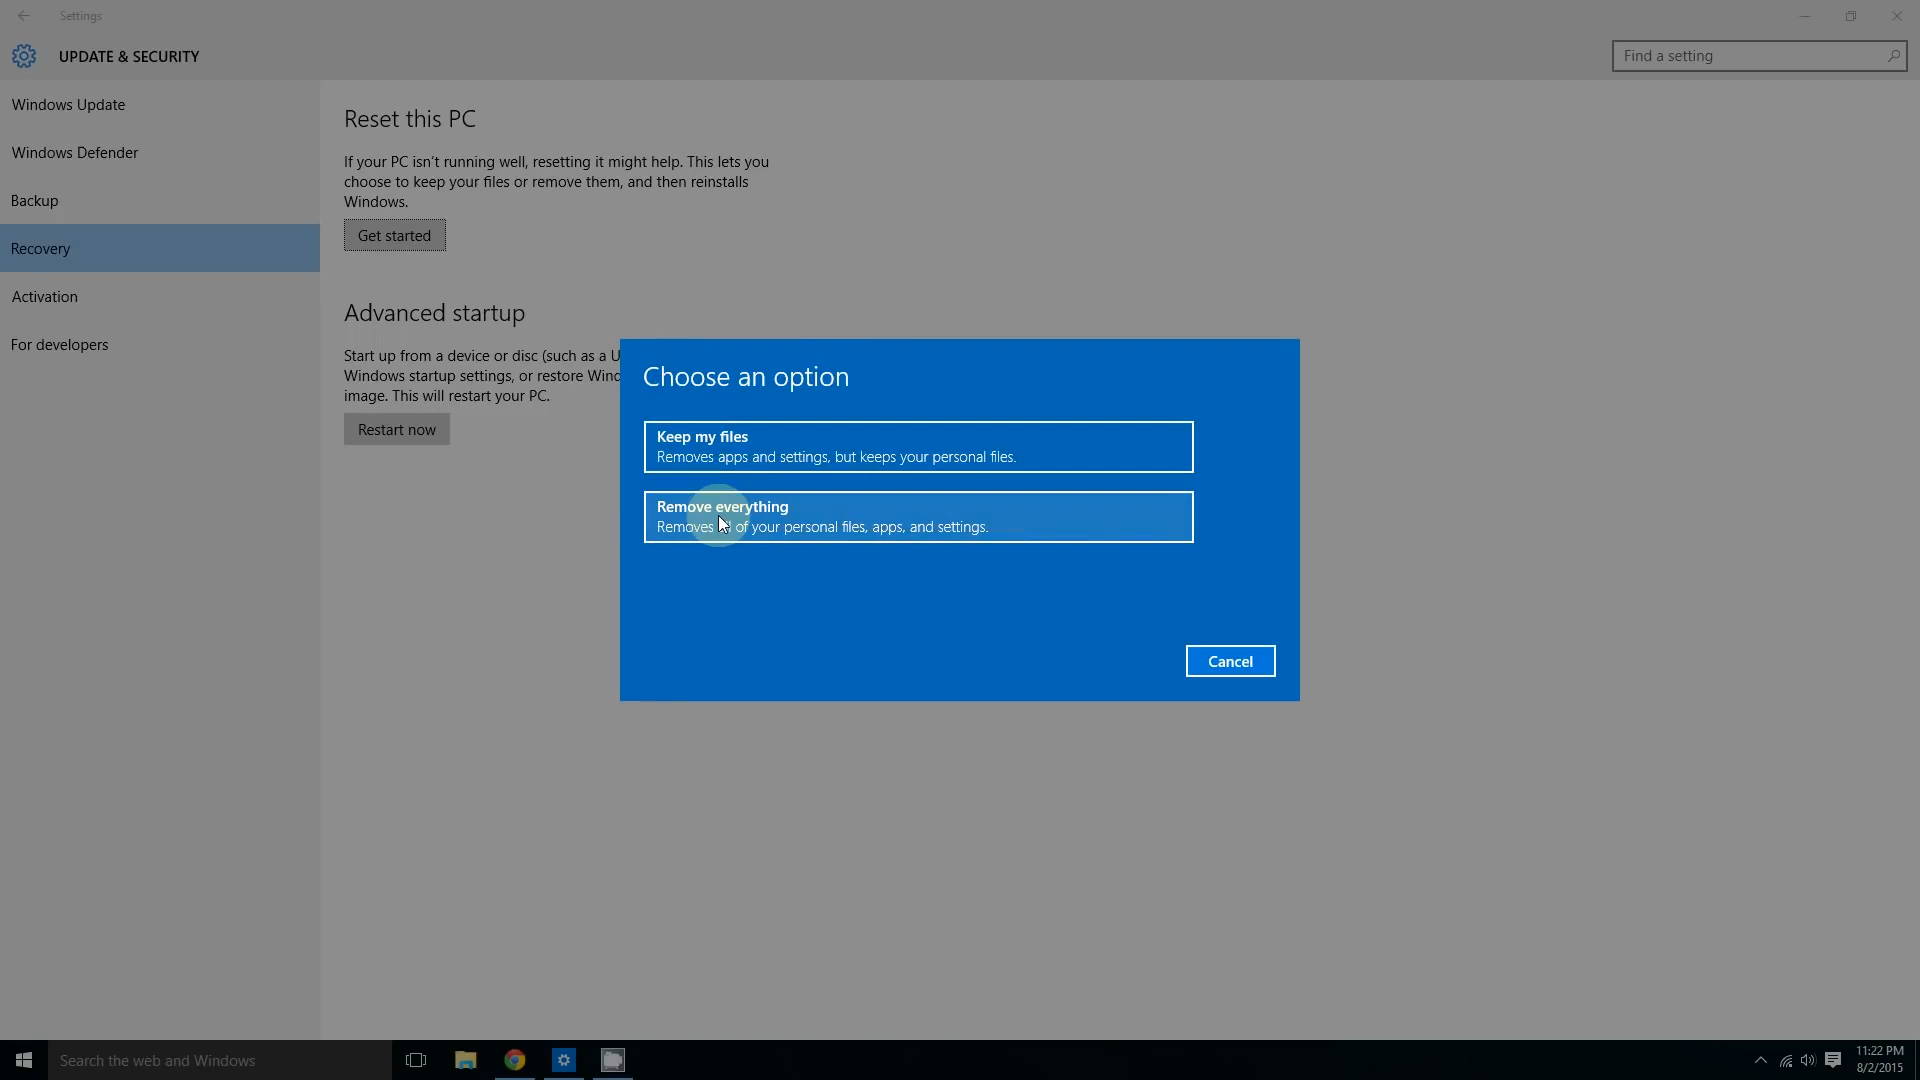 Settings
UPDATE & SECURITY
Find a setting
Windows Update
Windows Defender
Backup
Recovery
Activation
For developers
Reset this PC
If your PC isn't running well, resetting it might help. This lets you
choose to keep your files or remove them, and then reinstalls
Windows.
Get started
Advanced startup
Start up from a device or disc (such as a U
Windows startup settings, or restore Wind
image. This will restart your PC.
Restart now
Choose an option
Keep my files
Removes apps and settings, but keeps your personal files.
Remove everything
Removes of your personal files, apps, and settings.
Cancel
Search the web and Windows
11:22 PM
8/2/2015